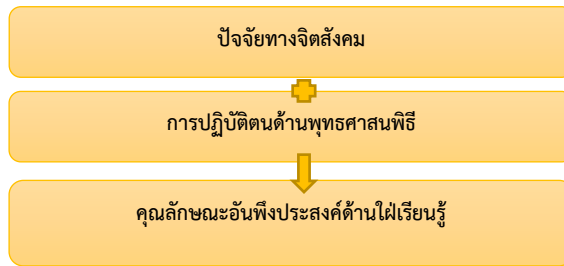 ปัจจัยทางจิตสังคม
การปฏิบัติตนด้านพุทธศาสนพิธี
คุณลักษณะอันพึงประสงค์ด้านใฝ่เรียนรู้